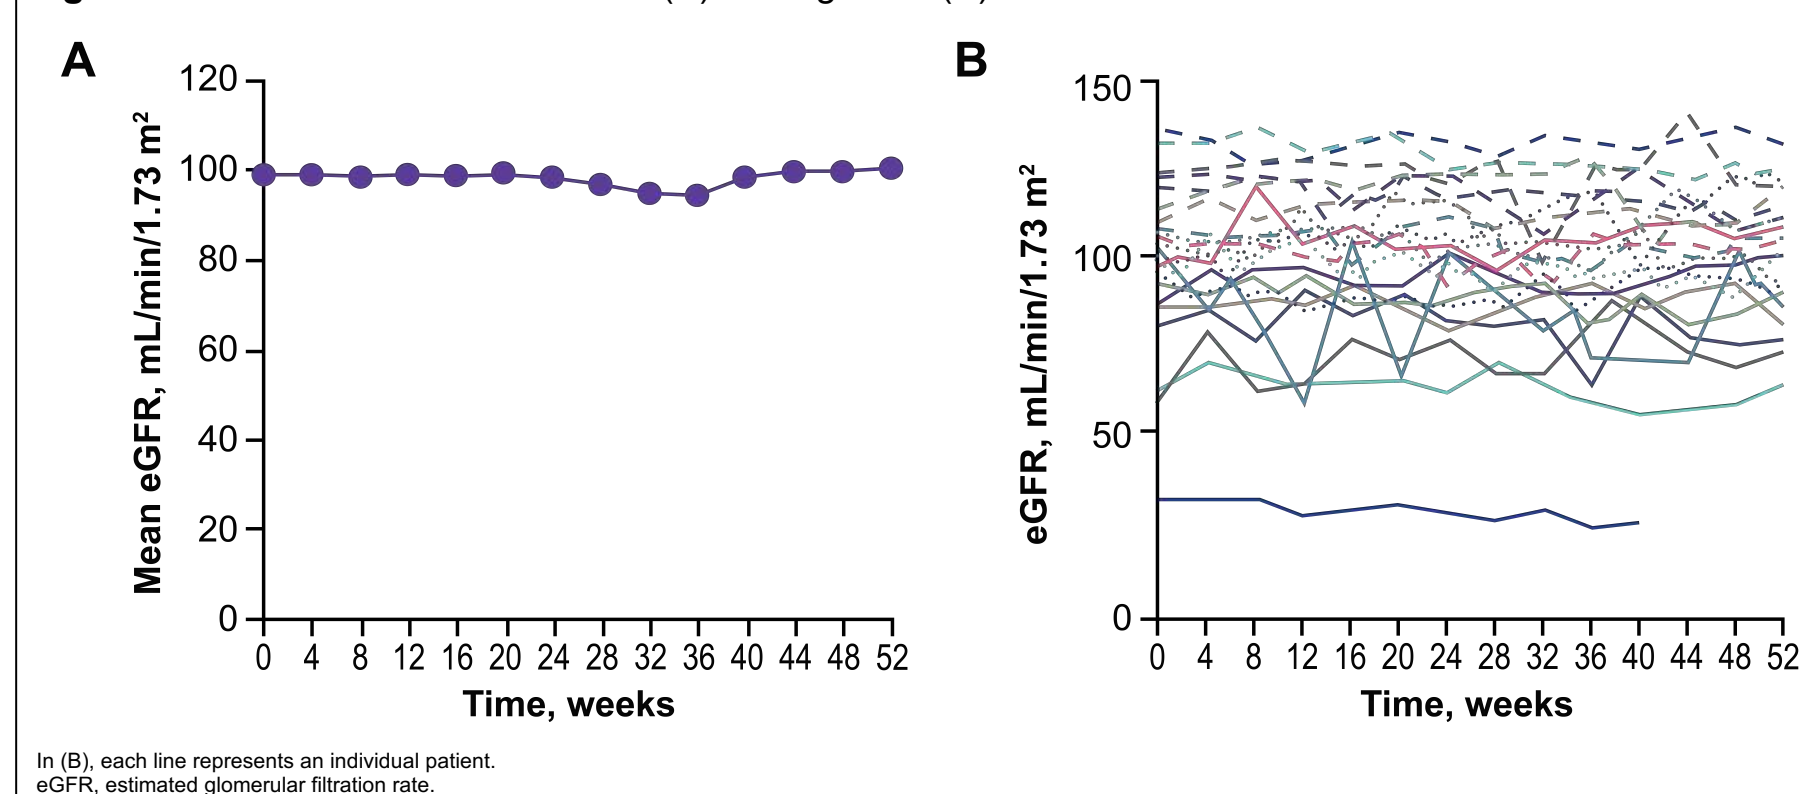 A
Mean eGFR, mL/min/1.73 m²
120
100
80
60
40
20
0
0 4 8 12 16 20 24 28 32 36 40 44 48 52
Time, weeks
B
eGFR, mL/min/1.73 m²
150
100
50
0
0 4 8 12 16 20 24 28 32 36 40 44 48 52
Time, weeks
In (B), each line represents an individual patient.
eGFR, estimated glomerular filtration rate.